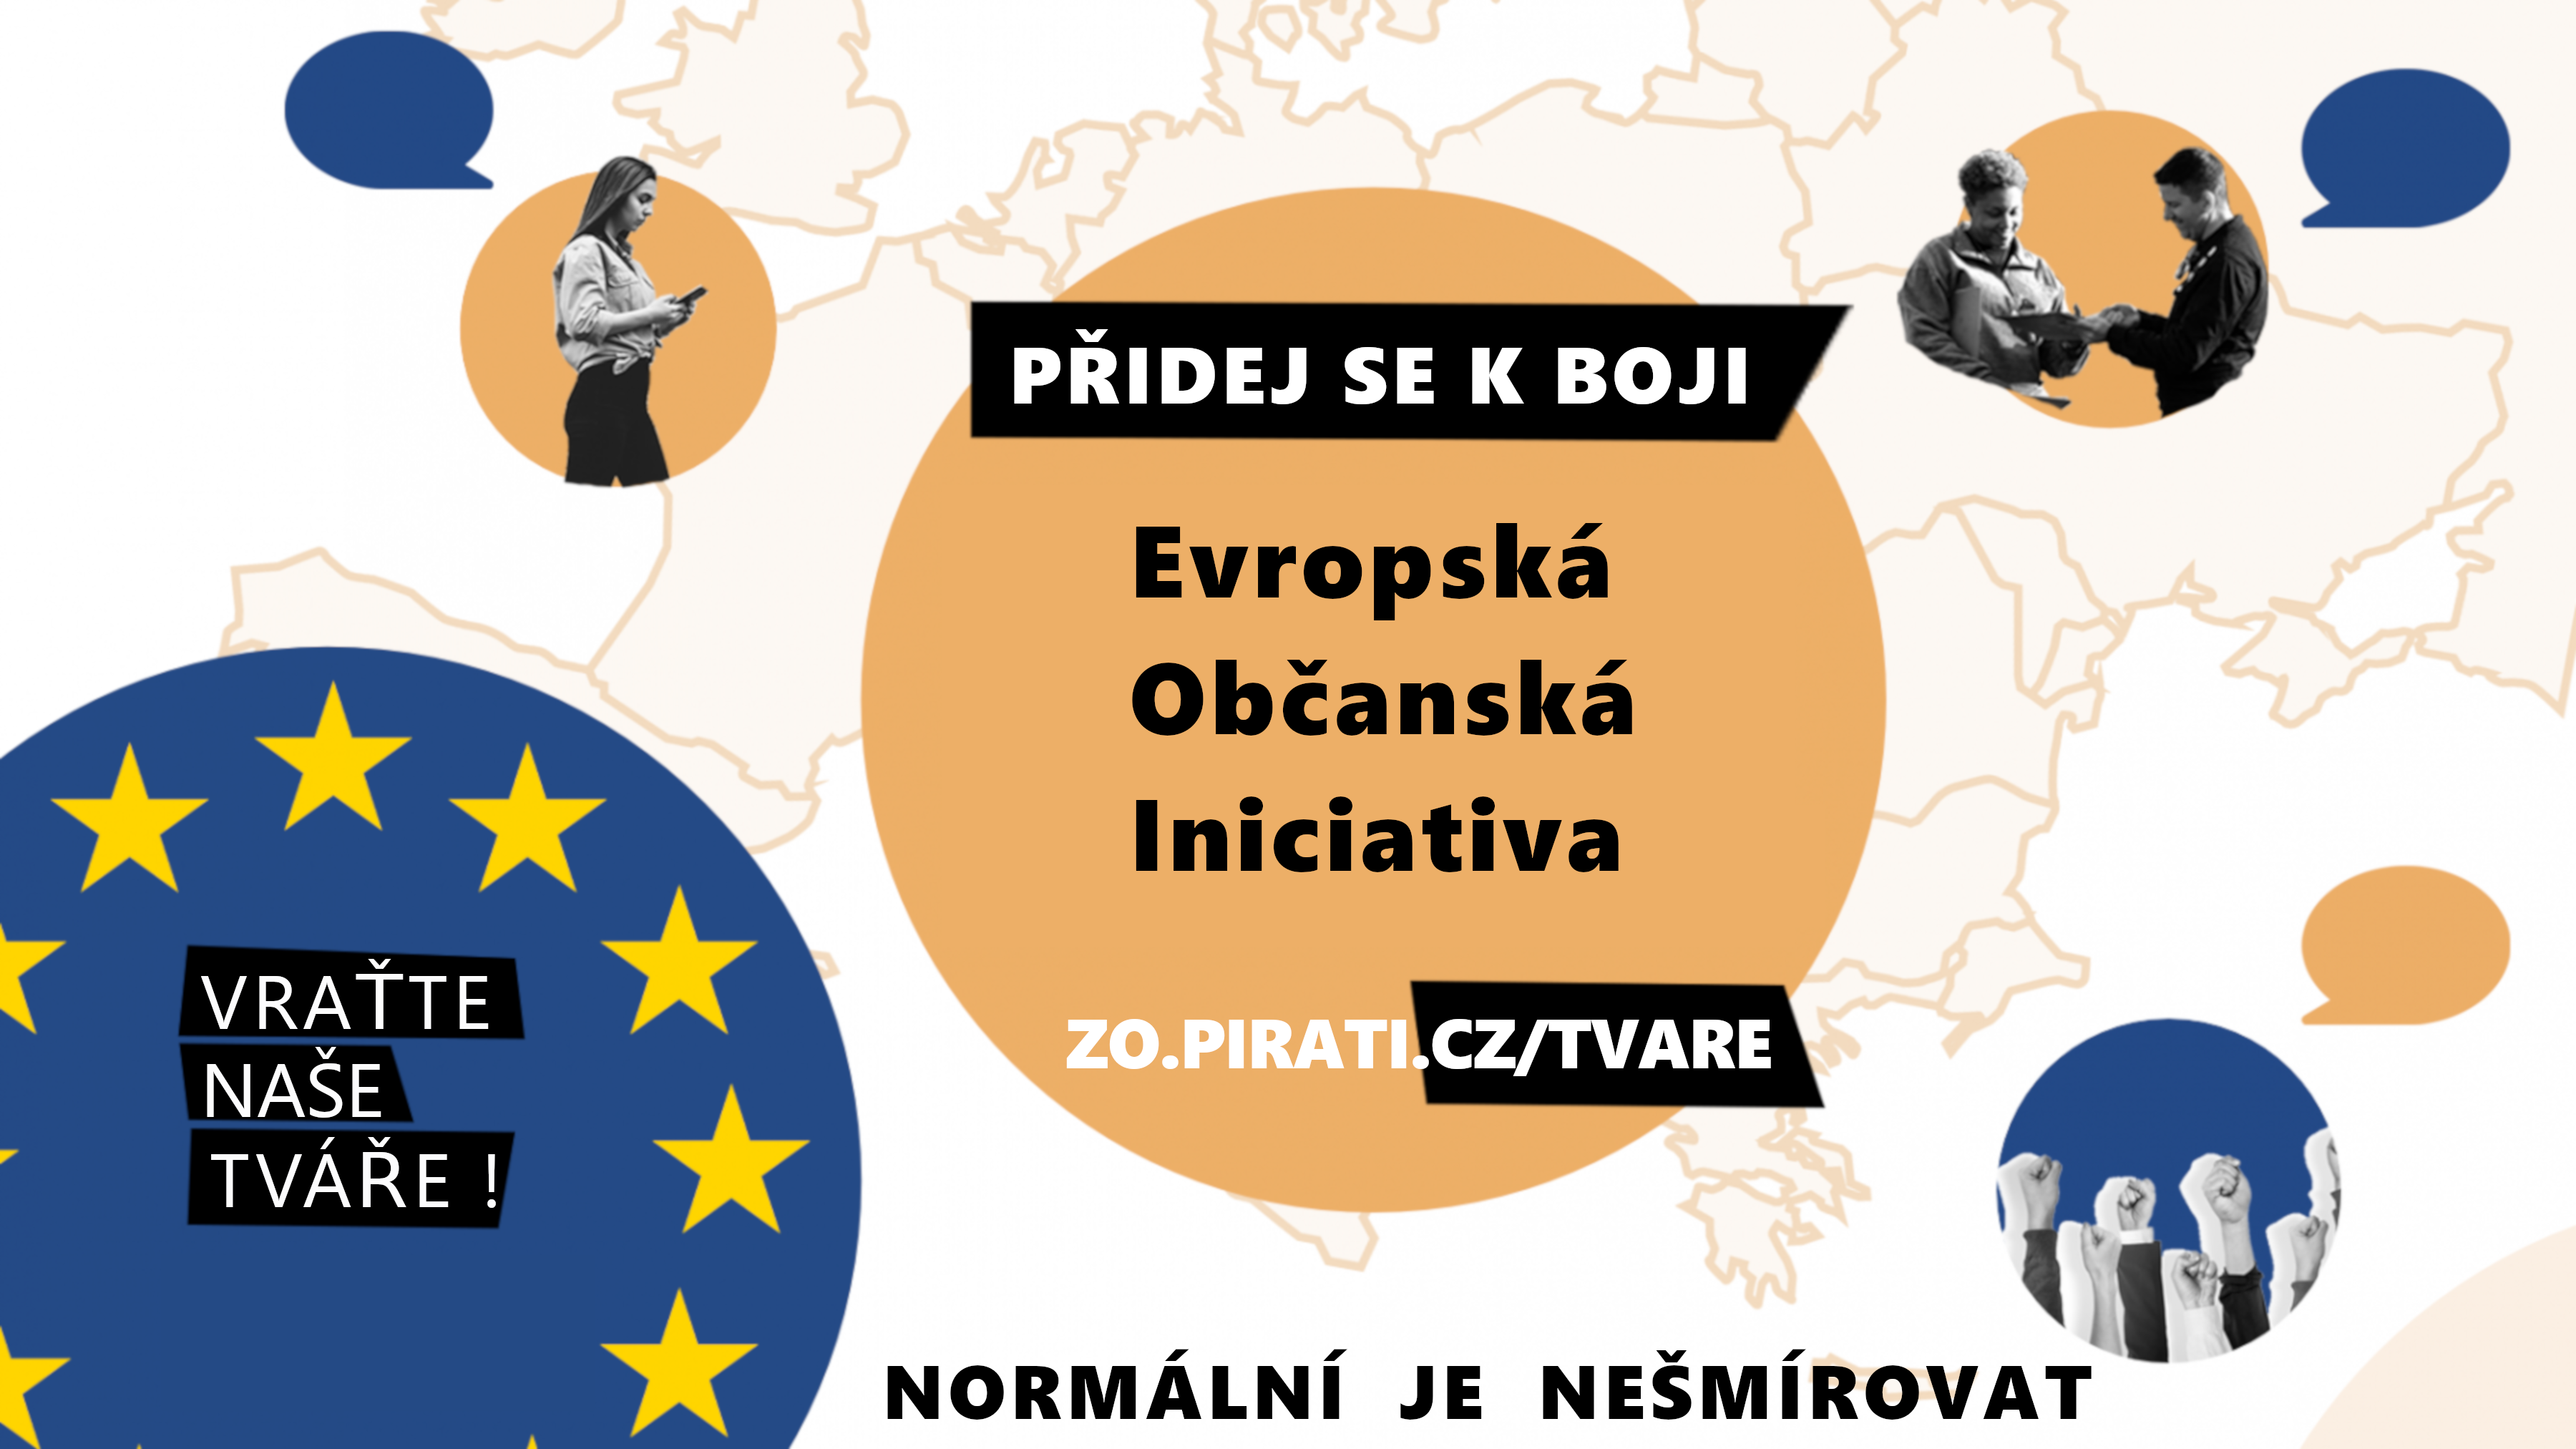 PŘIDEJ SE K BOJI
Evropská
Občanská
Iniciativa
ZO.PIRATI.CZ/TVARE
VRAŤTE
NAŠE
TVÁŘE !
NORMÁLNÍ JE NEŠMÍROVAT